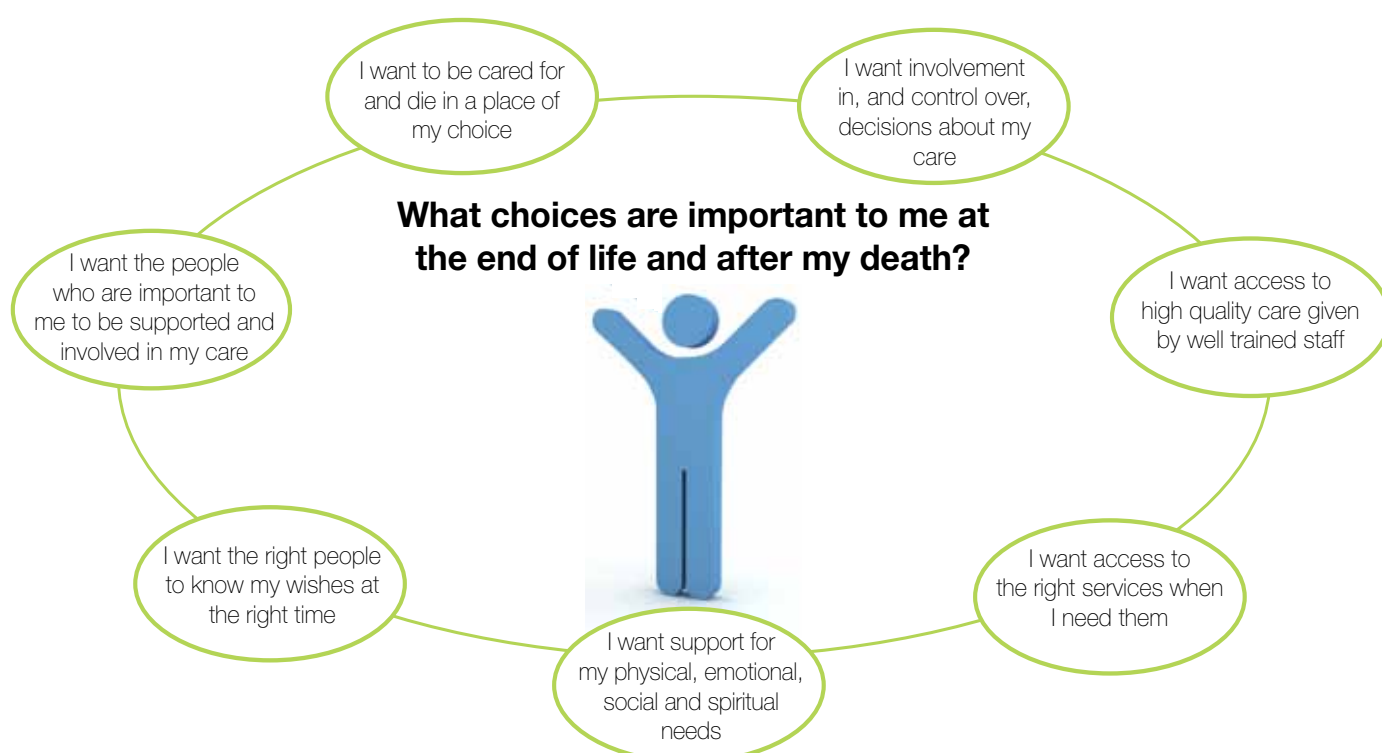 What choices are important to me at
the end of life and after my death?
I want to be cared for
and die in a place of
my choice
I want involvement
in, and control over,
decisions about my
care
I want access to
high quality care given
by well trained staff
I want access to
the right services when
I need them
I want support for
my physical, emotional,
social and spiritual
needs
I want the right people
to know my wishes at
the right time
I want the people
who are important to
me to be supported and
involved in my care